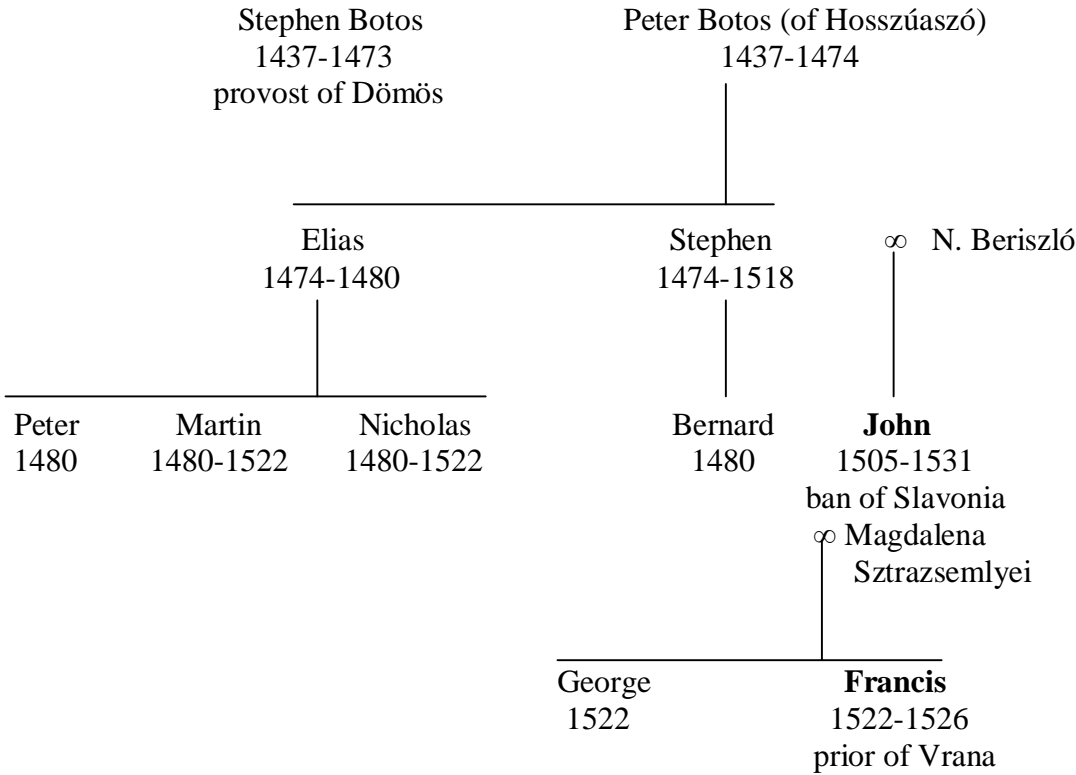 Stephen Botos Peter Botos (of Hosszúaszó)
1437-1473 1437-1474
provost of Dömös
Elias Stephen ∞ N. Beriszló
1474-1480 1474-1518
Peter Martin Nicholas Bernard John
1480 1480-1522 1480-1522 1480 1505-1531
ban of Slavonia
∞ Magdalena
Sztrazsemlyei
George Francis
1522 1522-1526
prior of Vrana